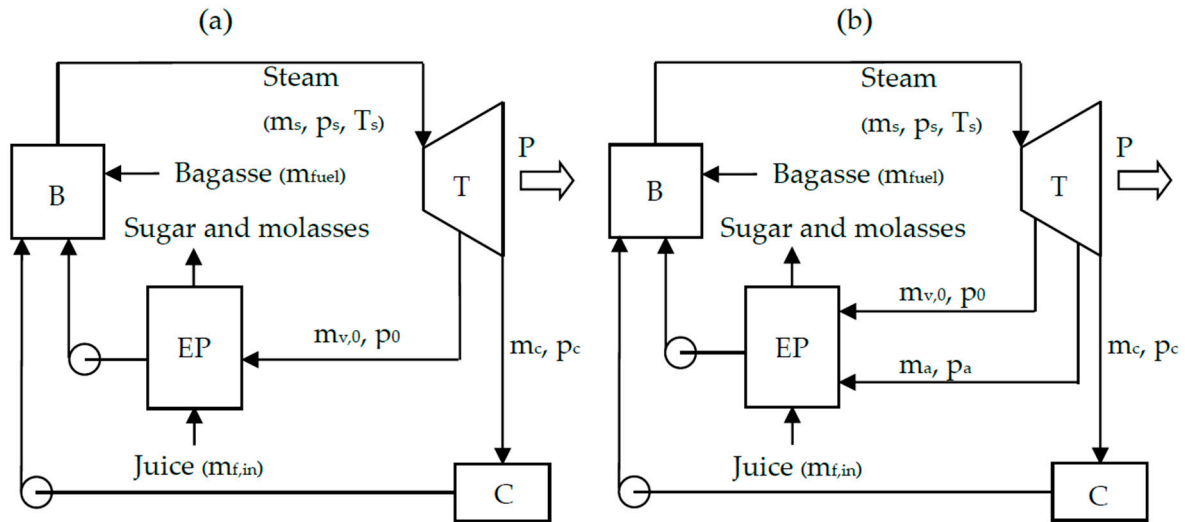 (a)
Steam
(ms, ps, Ts)
P
B
Bagasse (mfuel)
T
Sugar and molasses
EP
mv,0, p0
mc, pc
Juice (mf,in)
C
(b)
Steam
(ms, ps, Ts)
P
B
Bagasse (mfuel)
T
Sugar and molasses
EP
mv,0, p0
ma, pa
mc, pc
Juice (mf,in)
C